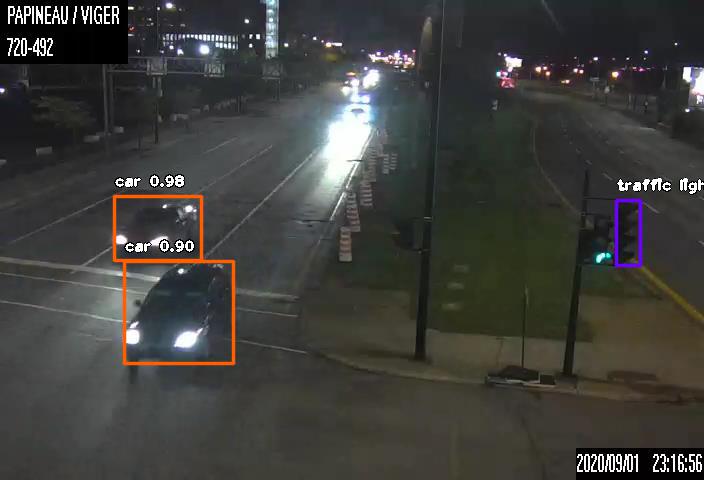 PAPINEAU / VIGER
720-492
car 0.98
traffic ligh
car 0.90
2020/09/01 23:16:56